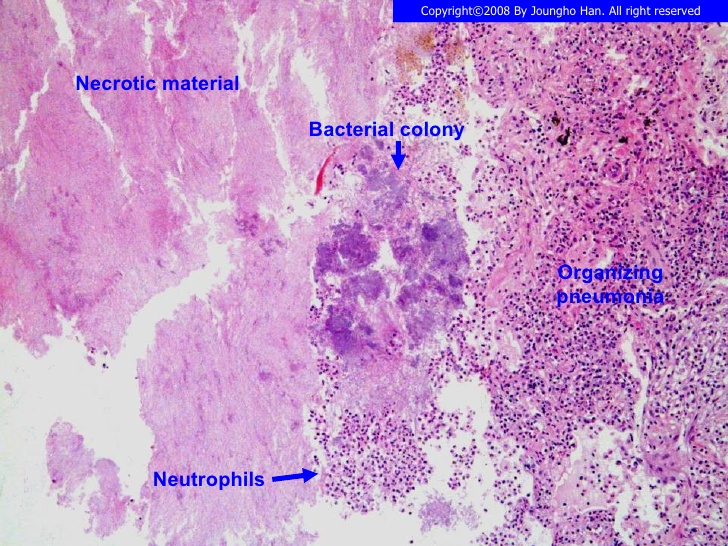 Copyright©2008 By Joungho Han. All right reserved
Necrotic material
Bacterial colony
Organizing
pneumonia
Neutrophils